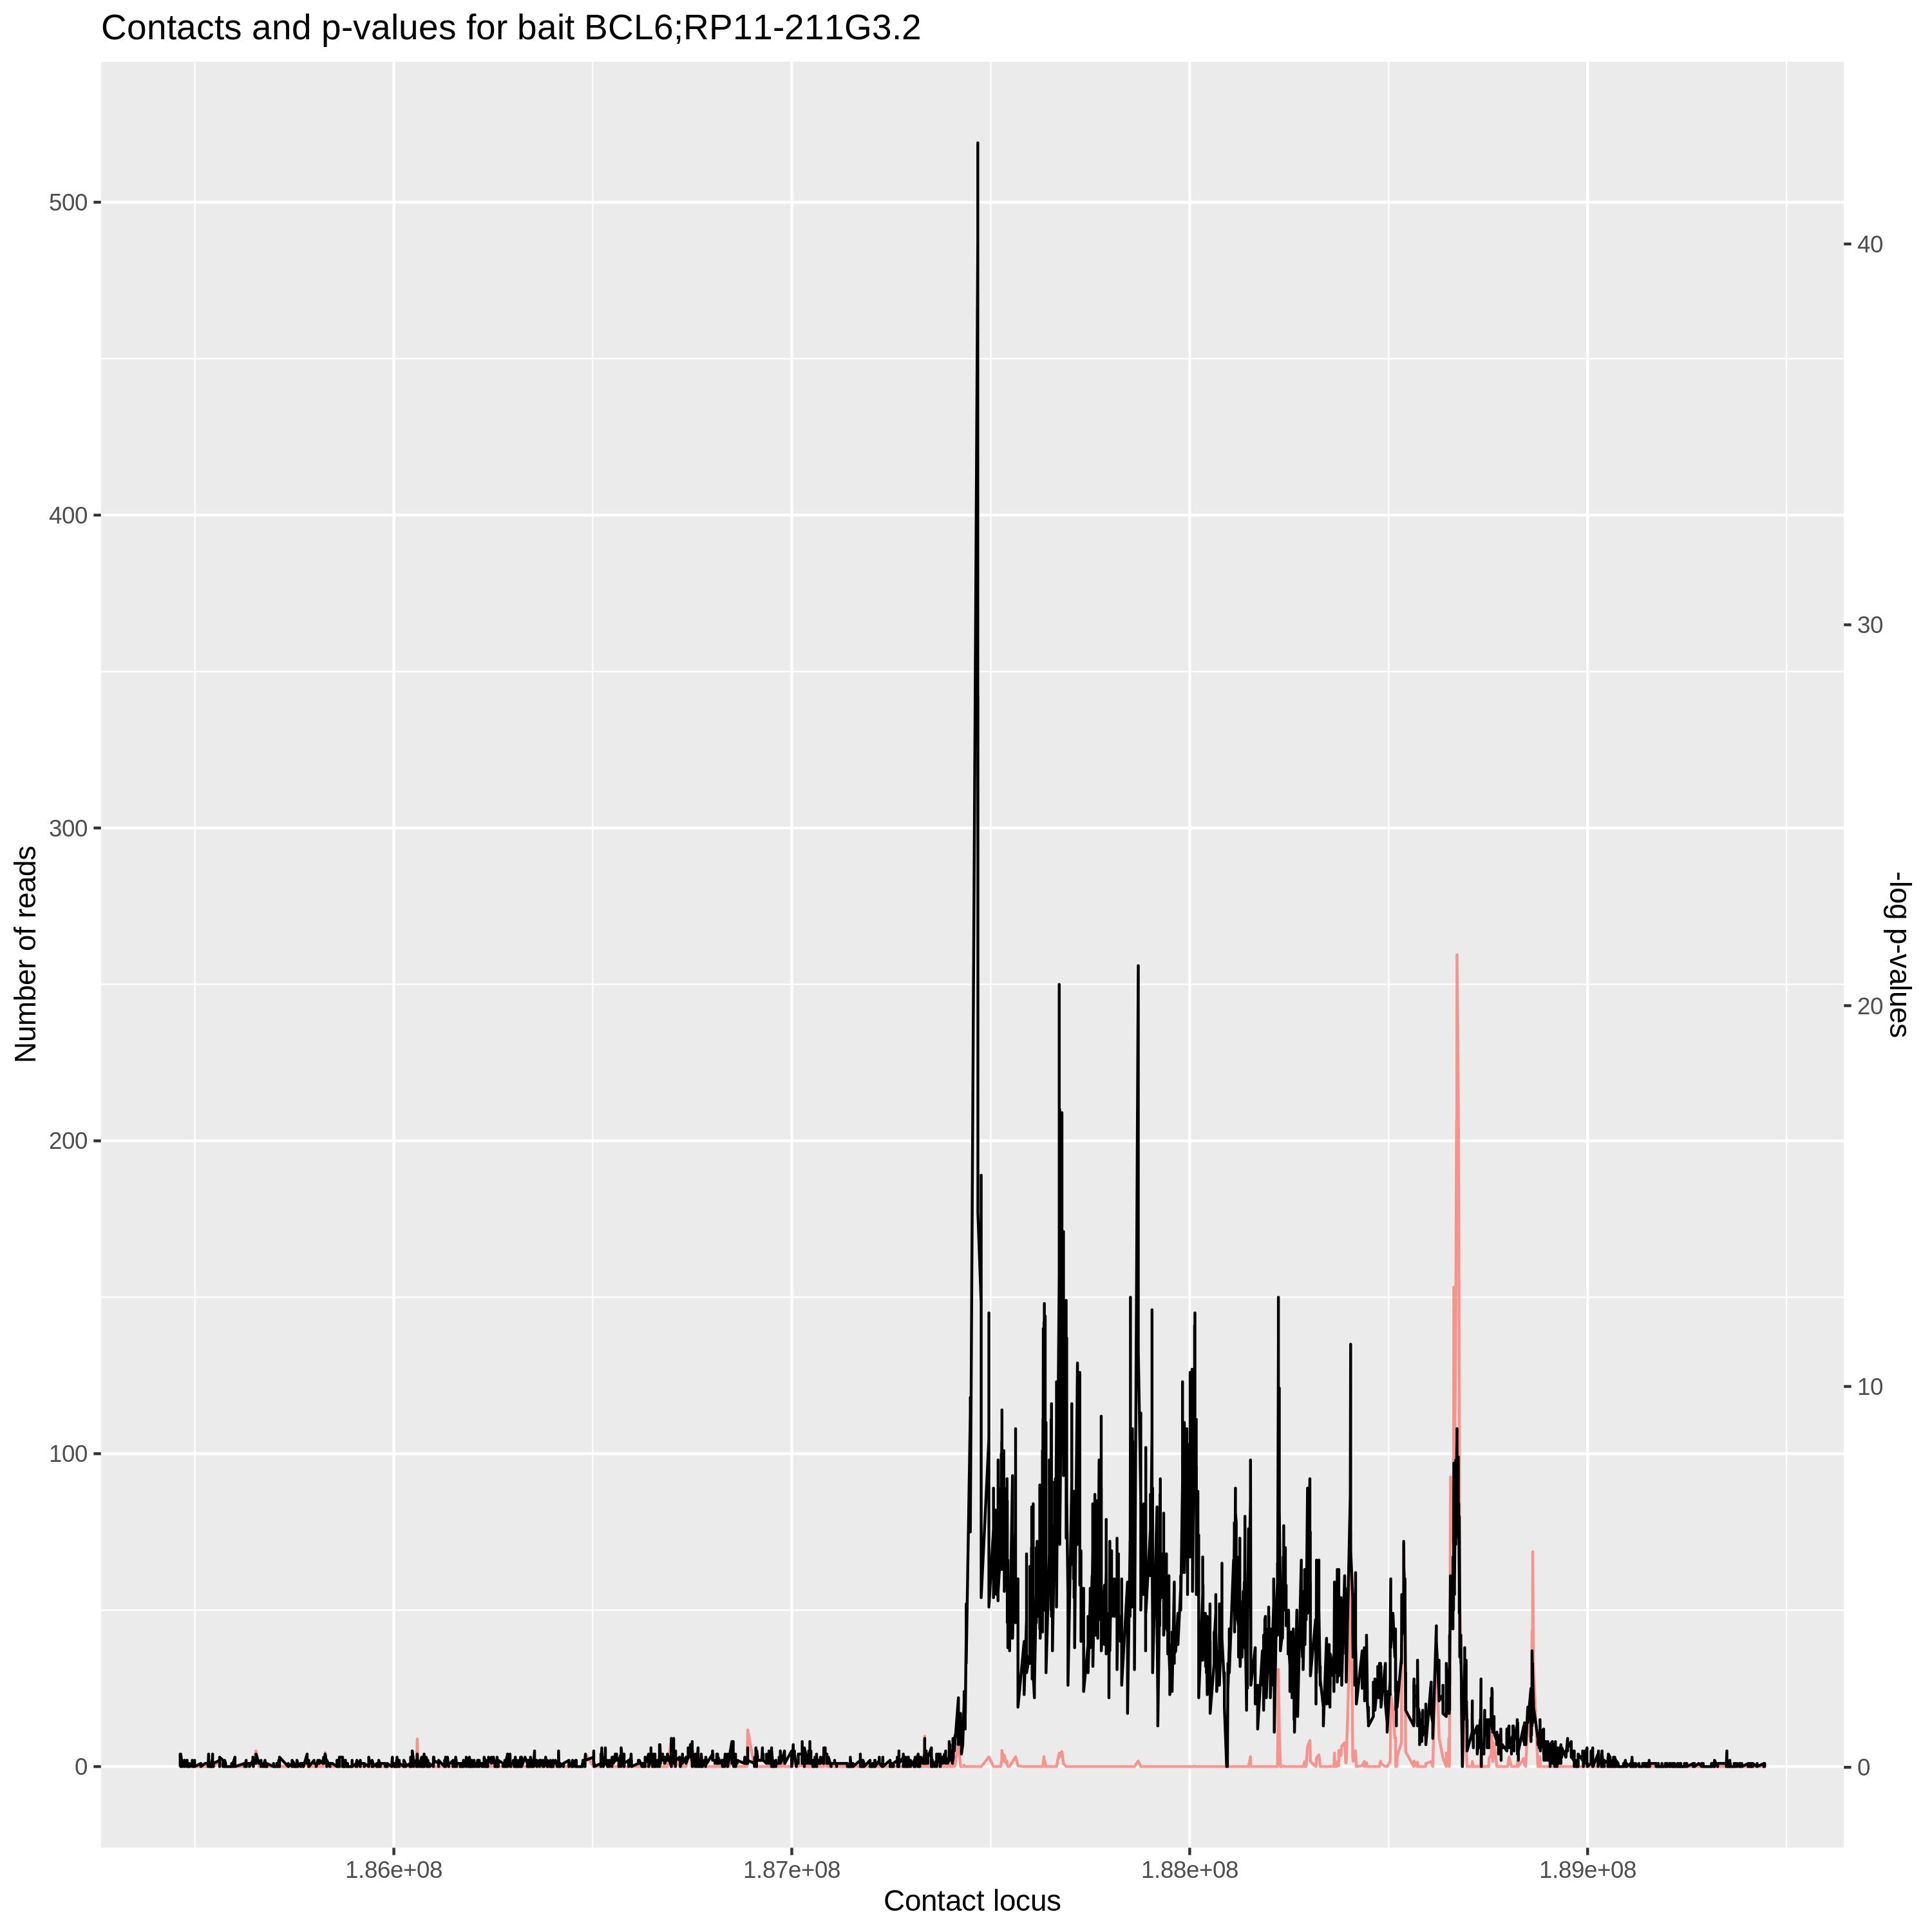 Contacts and p-values for bait BCL6;RP11-211G3.2
500
400
300
200
100
0
40
30
20
10
0
Number of reads
-log p-values
1.86e+08
1.87e+08
1.88e+08
1.89e+08
Contact locus